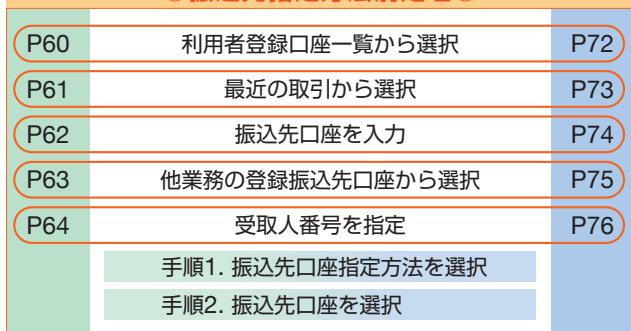 P60 利用者登録口座一覧から選択 P72
P61 最近の取引から選択 P73
P62 振込先口座を入力 P74
P63 他業務の登録振込先口座から選択 P75
P64 受取人番号を指定 P76
手順1. 振込先口座指定方法を選択
手順2. 振込先口座を選択